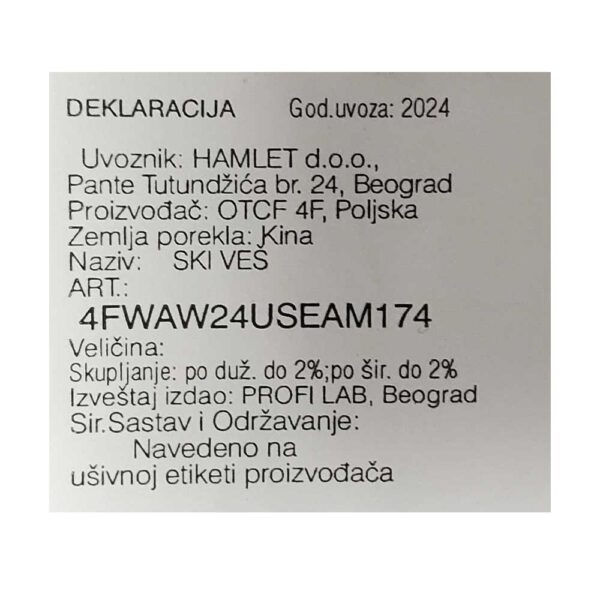 DEKLARACIJA God.uvoza: 2024
Uvoznik: HAMLET d.o.o.,
Pante Tutundžića br. 24, Beograd
Proizvođač: OTCF 4F, Poljska
Zemlja porekla: Kina
Naziv: SKI VEŠ
ART.:
4FWAW24USEAM174
Veličina:
Skupljanje: po duž. do 2%;po šir. do 2%
Izveštaj izdao: PROFI LAB, Beograd
Sir.Sastav i Održavanje:
Navedeno na
ušivnoj etiketi proizvođača